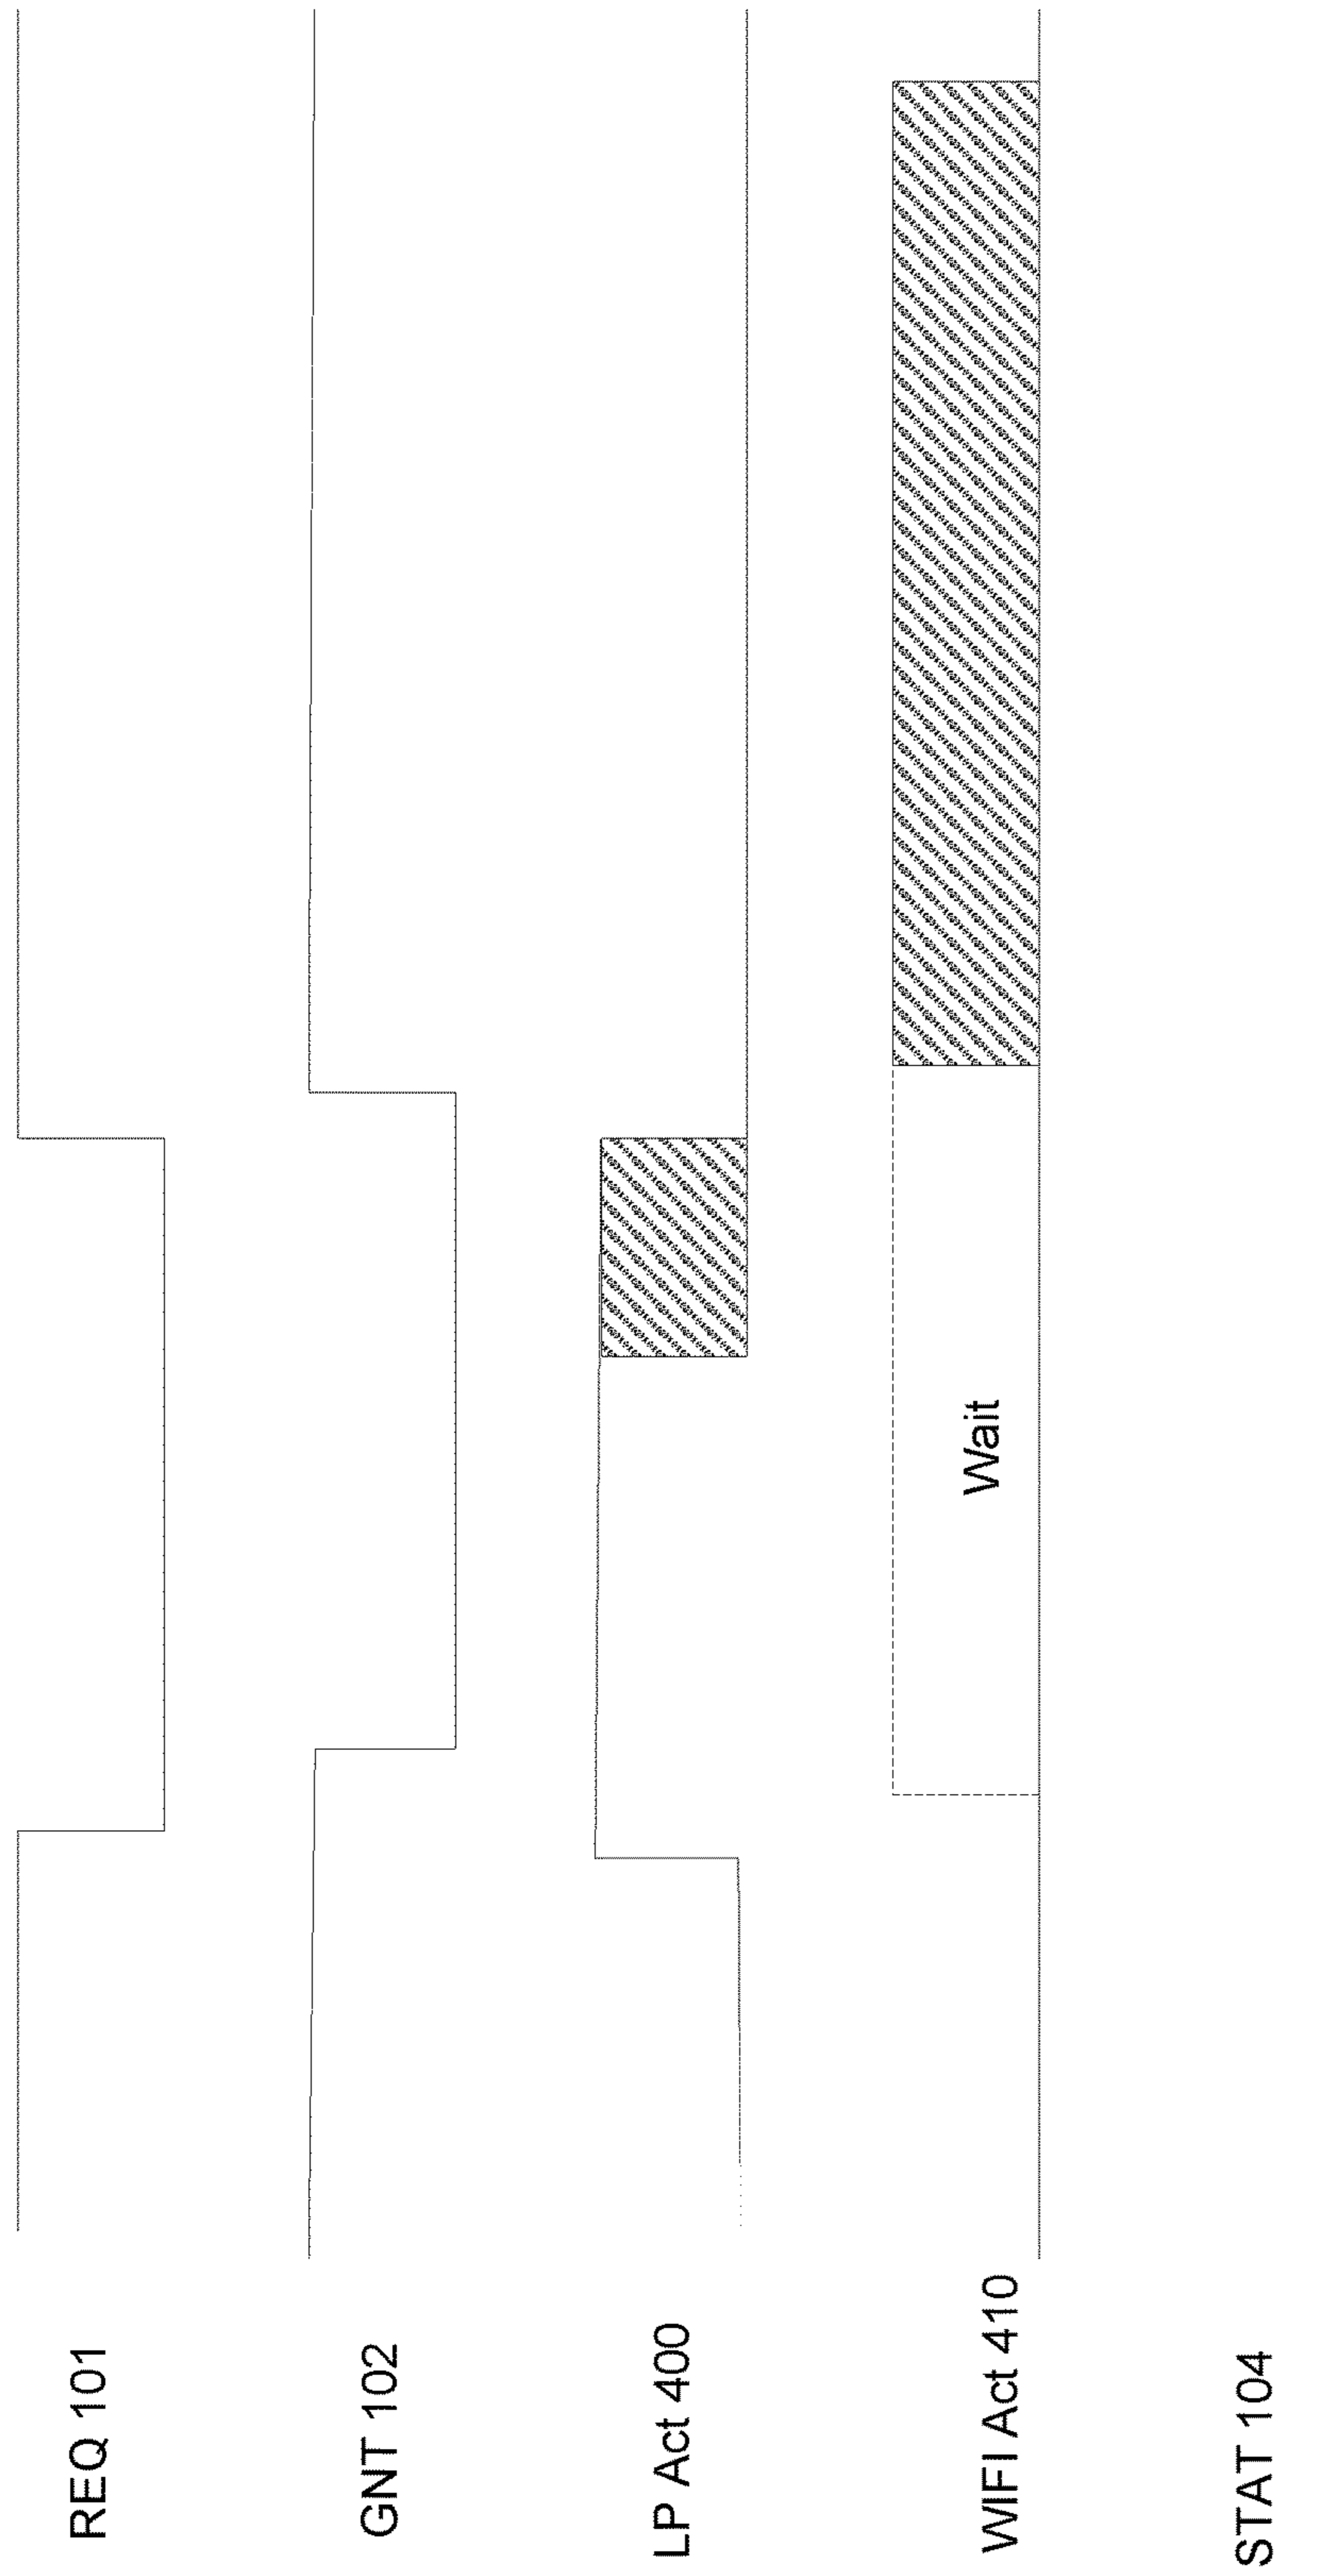 REQ 101
GNT 102
LP Act 400
WIFI Act 410
Wait
STAT 104